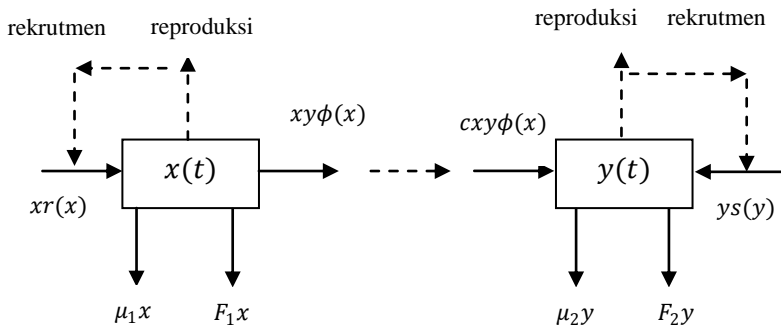 rekrutmen reproduksi reproduksi rekrutmen
xyϕ(x) cxyϕ(x)
x(t) y(t)
xr(x) ys(y)
μ₁x F₁x μ₂y F₂y